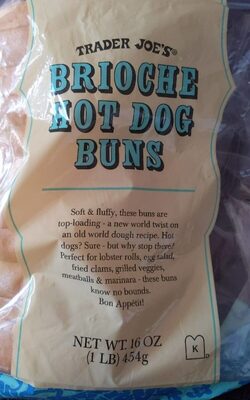 TRADER JOE'S®
BRIOCHE
HOT DOG
BUNS
Soft & fluffy, these buns are
top-loading - a new world twist on
an old world dough recipe. Hot
dogs? Sure - but why stop there?
Perfect for lobster rolls, egg salad,
fried clams, grilled veggies,
meatballs & marinara - these buns
know no bounds.
Bon Appétit!
NET WT. 16 OZ
(1 LB) 454g
K